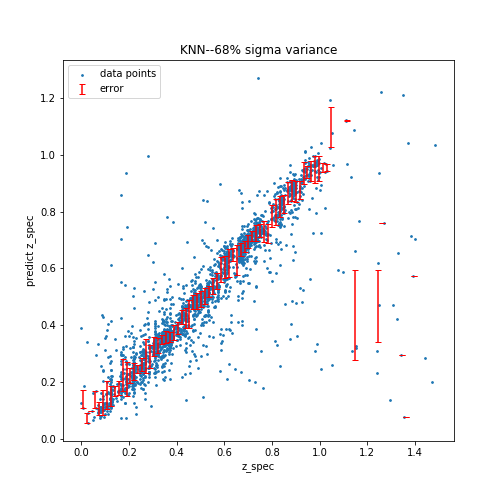 KNN--68% sigma variance
data points
error
predict z_spec
1.2
1.0
0.8
0.6
0.4
0.2
0.0
0.0 0.2 0.4 0.6 0.8 1.0 1.2 1.4
z_spec